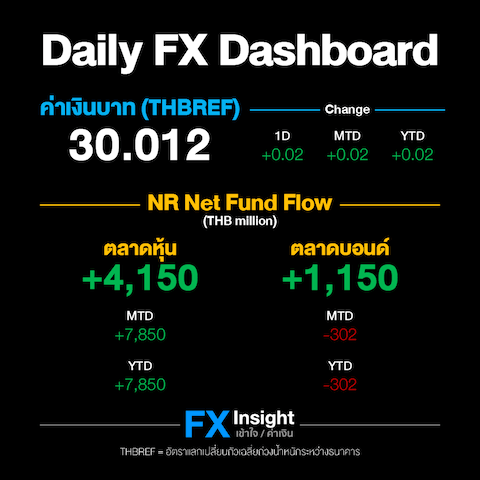 Daily FX Dashboard
ค่าเงินบาท (THBREF)
30.012
Change
1D MTD YTD
+0.02 +0.02 +0.02
NR Net Fund Flow
(THB million)
ตลาดหุ้น ตลาดบอนด์
+4,150 +1,150
MTD MTD
+7,850 -302
YTD YTD
+7,850 -302
FX Insight
เข้าใจ / ค่าเงิน
THBREF = อัตราแลกเปลี่ยนถัวเฉลี่ยถ่วงน้ำหนักระหว่างธนาคาร